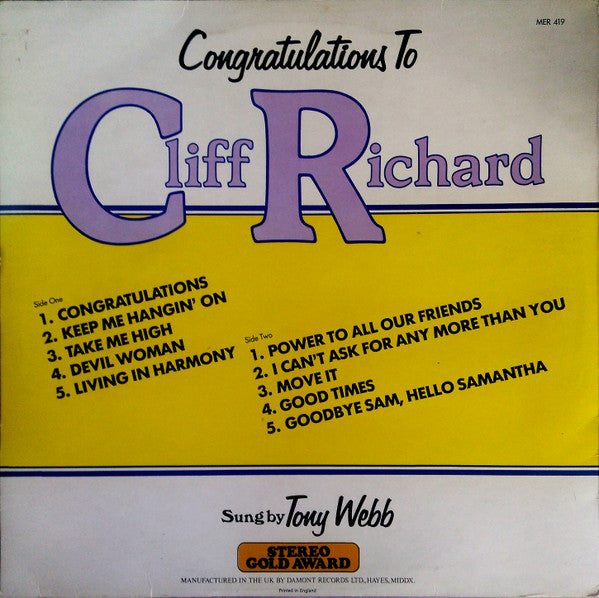 MER 419
Congratulations To
Cliff Richard
Side One
1. CONGRATULATIONS
2. KEEP ME HANGIN' ON
3. TAKE ME HIGH
4. DEVIL WOMAN
5. LIVING IN HARMONY
Side Two
1. POWER TO ALL OUR FRIENDS
2. I CAN'T ASK FOR ANY MORE THAN YOU
3. MOVE IT
4. GOOD TIMES
5. GOODBYE SAM, HELLO SAMANTHA
Sung by Tony Webb
STEREO
GOLD AWARD
MANUFACTURED IN THE UK BY DAMONT RECORDS LTD., HAYES, MIDDX.
Printed in England